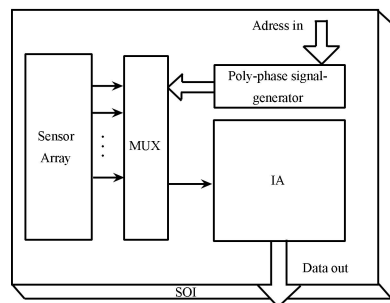 Adress in
Poly-phase signal-
generator
Sensor
Array
MUX
IA
Data out
SOI